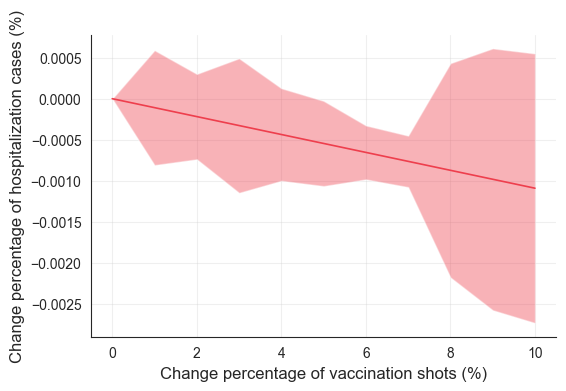 Change percentage of hospitalization cases (%)
0.0005
0.0000
−0.0005
−0.0010
−0.0015
−0.0020
−0.0025
0 2 4 6 8 10
Change percentage of vaccination shots (%)